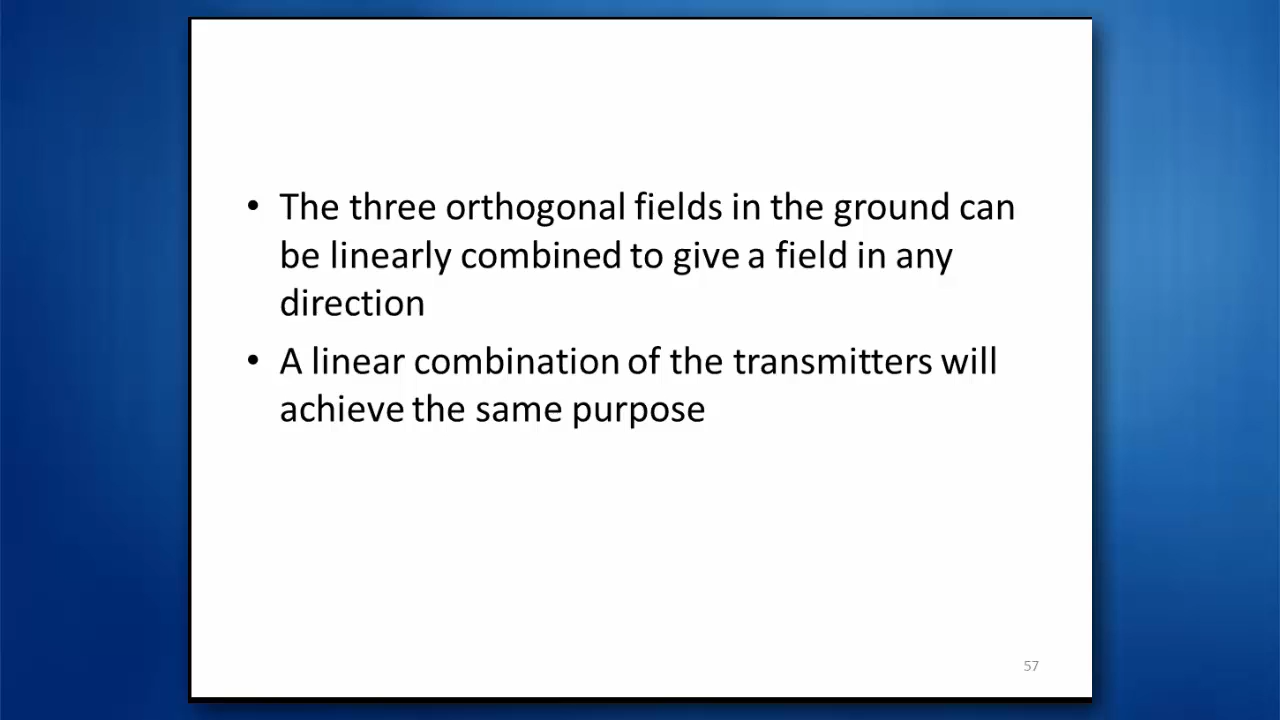 • The three orthogonal fields in the ground can
be linearly combined to give a field in any
direction
• A linear combination of the transmitters will
achieve the same purpose
57